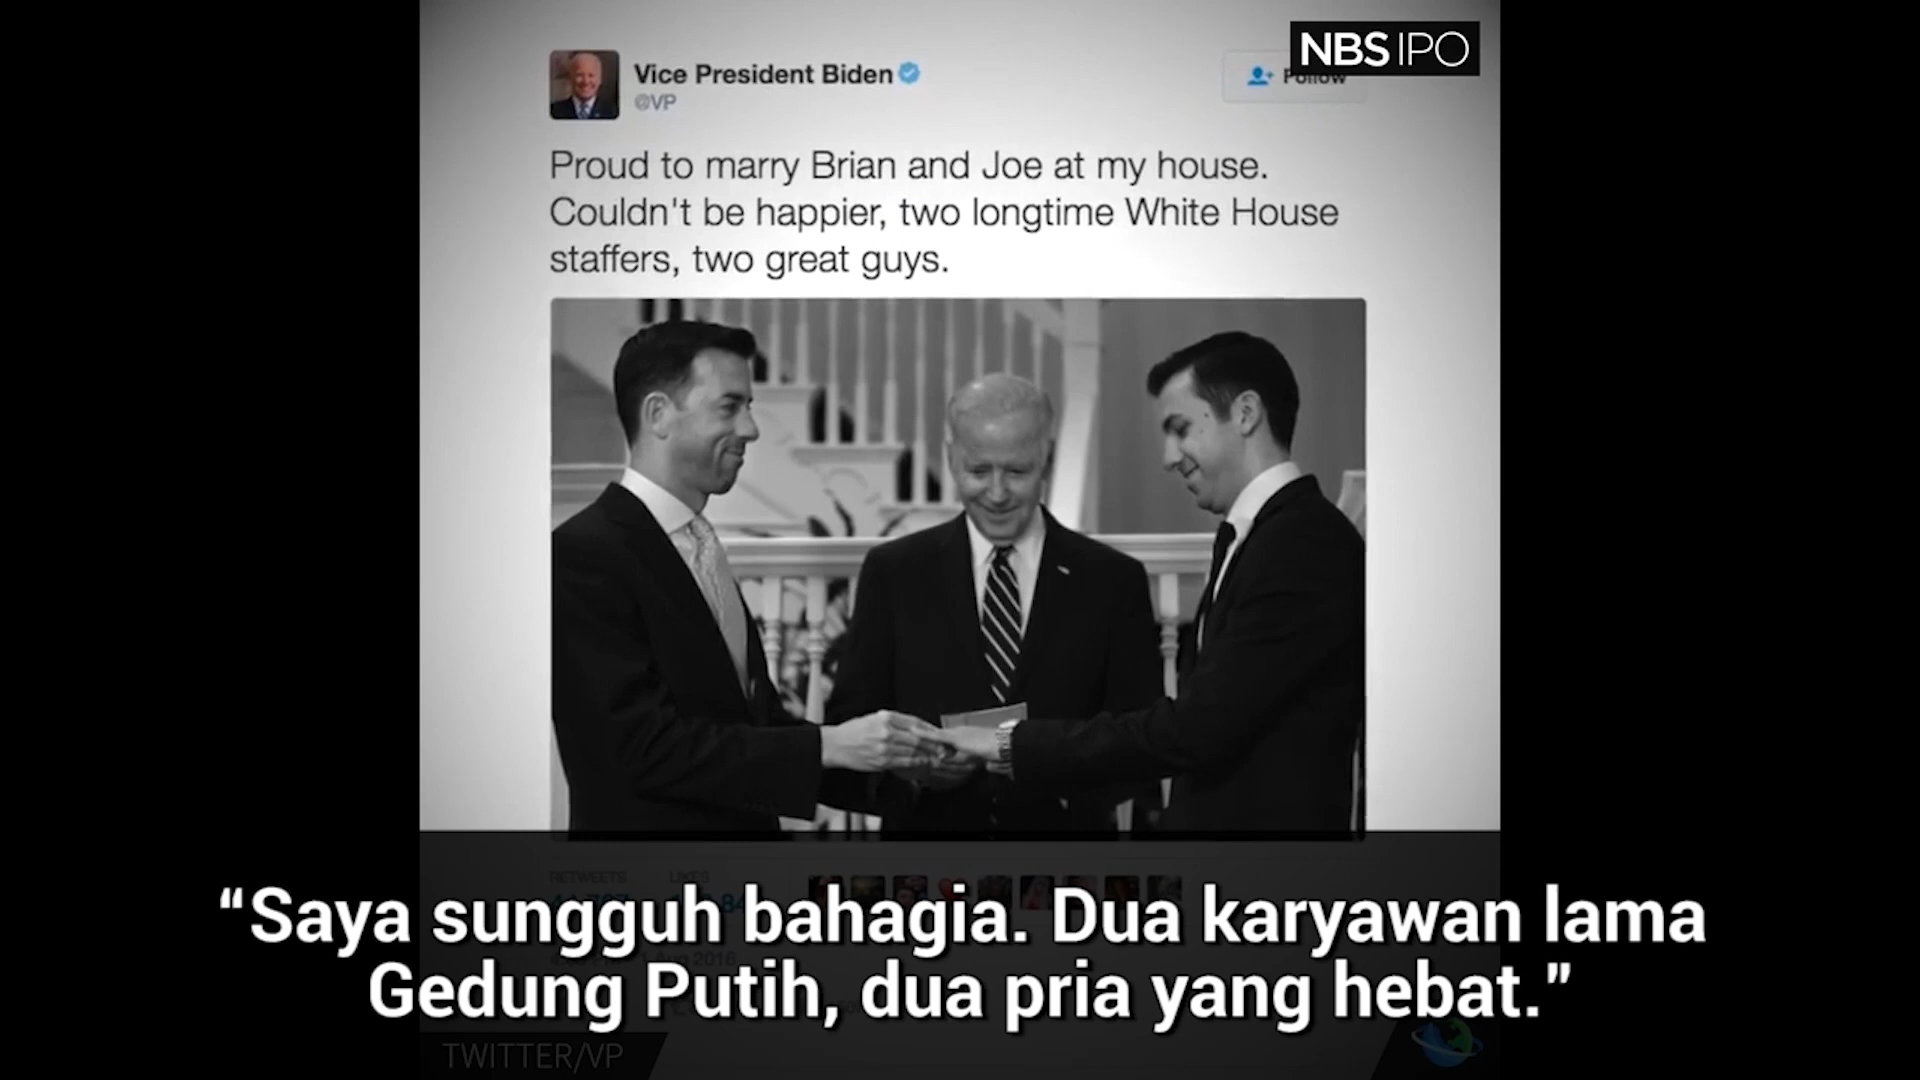 NBS IPO
Vice President Biden
@VP
Follow
Proud to marry Brian and Joe at my house.
Couldn't be happier, two longtime White House
staffers, two great guys.
RETWEETS LIKES
“Saya sungguh bahagia. Dua karyawan lama
Gedung Putih, dua pria yang hebat.”
TWITTER/VP